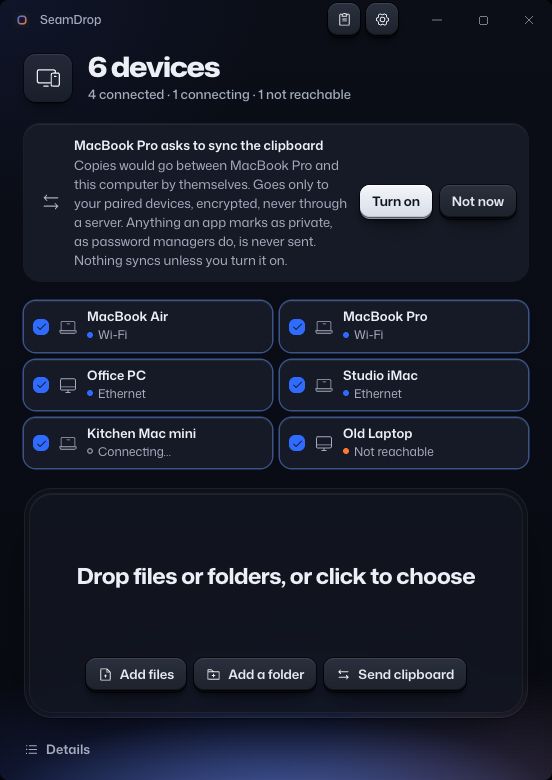 SeamDrop
6 devices
4 connected · 1 connecting · 1 not reachable
MacBook Pro asks to sync the clipboard
Copies would go between MacBook Pro and
this computer by themselves. Goes only to
your paired devices, encrypted, never through
a server. Anything an app marks as private,
as password managers do, is never sent.
Nothing syncs unless you turn it on.
Turn on
Not now
MacBook Air
Wi-Fi
MacBook Pro
Wi-Fi
Office PC
Ethernet
Studio iMac
Ethernet
Kitchen Mac mini
Connecting...
Old Laptop
Not reachable
Drop files or folders, or click to choose
Add files
Add a folder
Send clipboard
Details